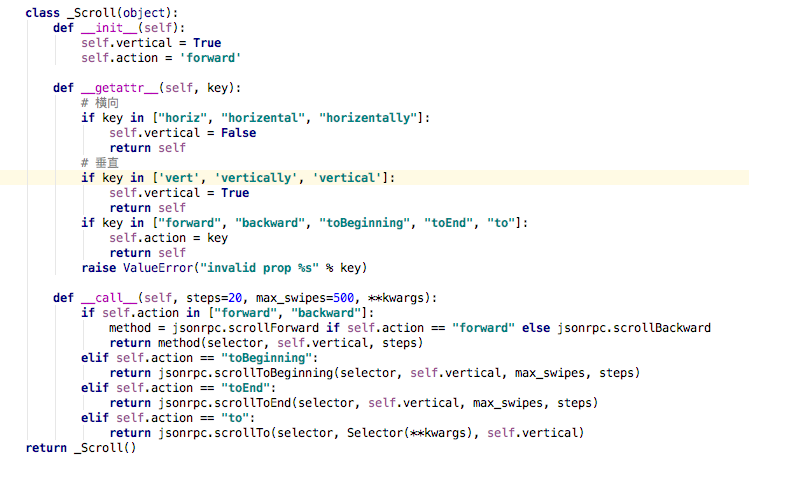 class _Scroll(object):
    def __init__(self):
        self.vertical = True
        self.action = 'forward'

    def __getattr__(self, key):
        # 横向
        if key in ["horiz", "horizental", "horizentally"]:
            self.vertical = False
            return self
        # 垂直
        if key in ['vert', 'vertically', 'vertical']:
            self.vertical = True
            return self
        if key in ["forward", "backward", "toBeginning", "toEnd", "to"]:
            self.action = key
            return self
        raise ValueError("invalid prop %s" % key)

    def __call__(self, steps=20, max_swipes=500, **kwargs):
        if self.action in ["forward", "backward"]:
            method = jsonrpc.scrollForward if self.action == "forward" else jsonrpc.scrollBackward
            return method(selector, self.vertical, steps)
        elif self.action == "toBeginning":
            return jsonrpc.scrollToBeginning(selector, self.vertical, max_swipes, steps)
        elif self.action == "toEnd":
            return jsonrpc.scrollToEnd(selector, self.vertical, max_swipes, steps)
        elif self.action == "to":
            return jsonrpc.scrollTo(selector, Selector(**kwargs), self.vertical)
return _Scroll()